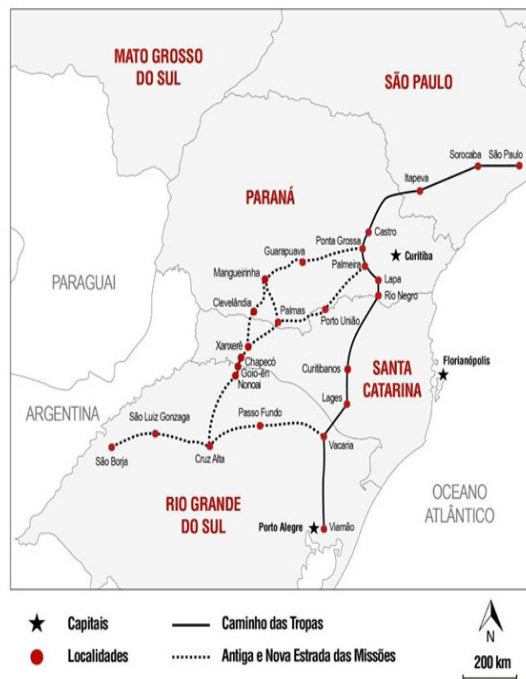 MATO GROSSO
DO SUL
SÃO PAULO
Sorocaba
São Paulo
Itapeva
PARANÁ
Castro
Ponta Grossa
Curitiba
Guarapuava
Palmeira
Mangueirinha
Lapa
Rio Negro
PARAGUAI
Clevelândia
Palmas
Porto União
Xanxerê
Chapecó
Goio-ên
Nonoai
Curitibanos
SANTA
CATARINA
Florianópolis
ARGENTINA
Lages
São Luiz Gonzaga
Passo Fundo
São Borja
Cruz Alta
Vacaria
RIO GRANDE
DO SUL
OCEANO
ATLÂNTICO
Porto Alegre
Viamão
Capitais
Caminho das Tropas
Localidades
Antiga e Nova Estrada das Missões
N
200 km